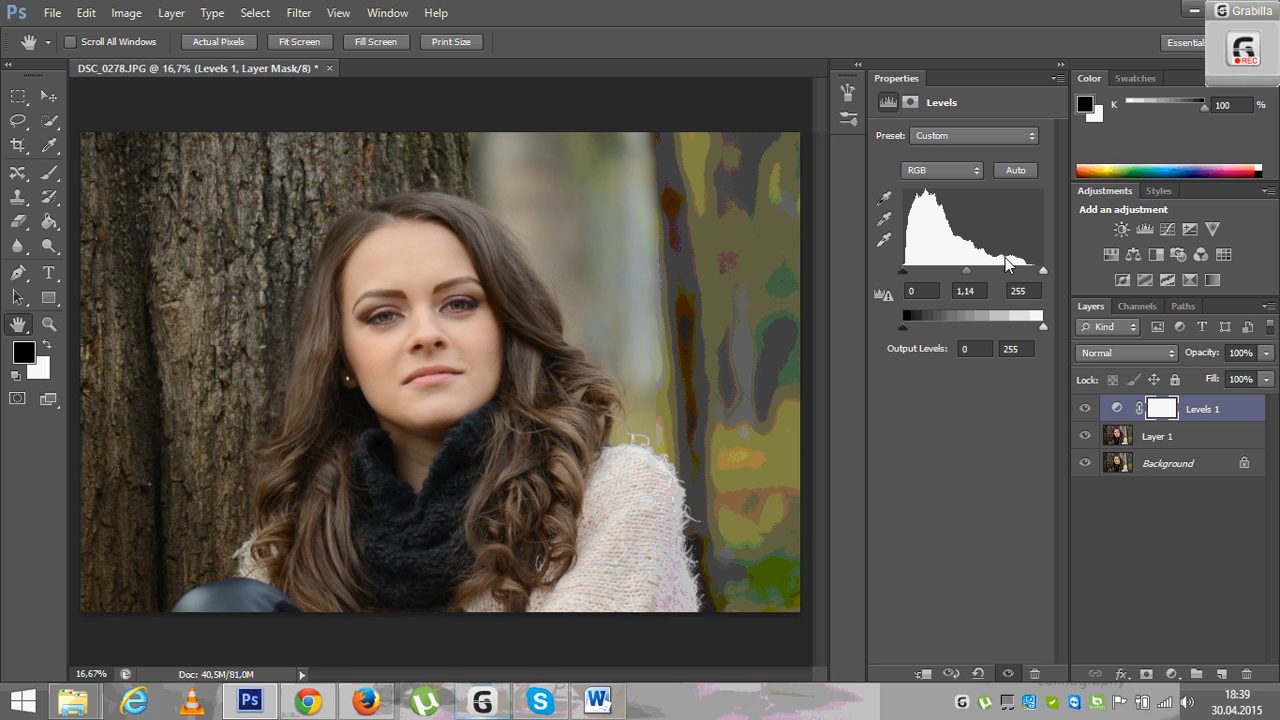 Ps File Edit Image Layer Type Select Filter View Window Help
Grabilla
REC
Scroll All Windows Actual Pixels Fit Screen Fill Screen Print Size
Essential
DSC_0278.JPG @ 16,7% (Levels 1, Layer Mask/8) * ×
Properties
Levels
Preset: Custom
RGB Auto
0 1,14 255
Output Levels: 0 255
Color Swatches
K 100 %
Adjustments Styles
Add an adjustment
Layers Channels Paths
Kind
Normal Opacity: 100%
Lock: Fill: 100%
Levels 1
Layer 1
Background
16,67% Doc: 40,5M/81,0M
Ps
18:39
30.04.2015